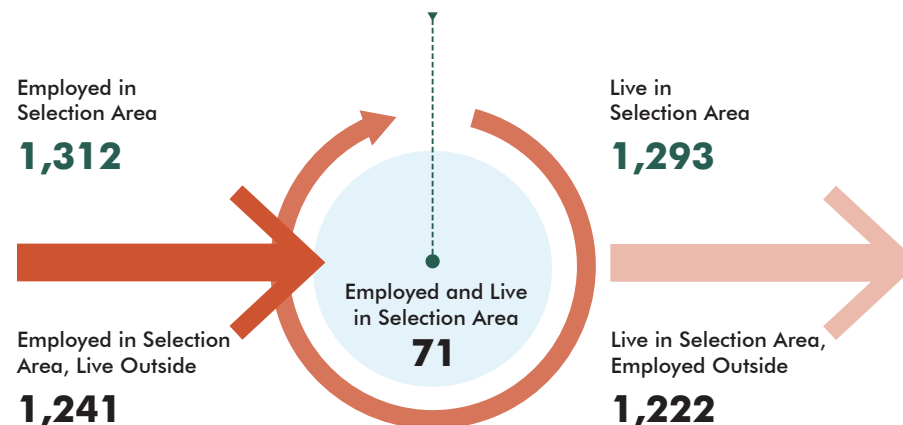 Employed in
Selection Area
1,312
Employed in Selection
Area, Live Outside
1,241
Employed and Live
in Selection Area
71
Live in
Selection Area
1,293
Live in Selection Area,
Employed Outside
1,222